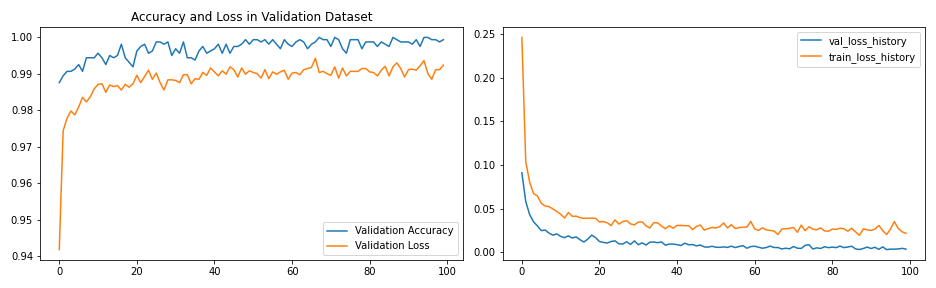 Accuracy and Loss in Validation Dataset
1.00
0.99
0.98
0.97
0.96
0.95
0.94
0 20 40 60 80 100
Validation Accuracy
Validation Loss
0.25
0.20
0.15
0.10
0.05
0.00
0 20 40 60 80 100
val_loss_history
train_loss_history